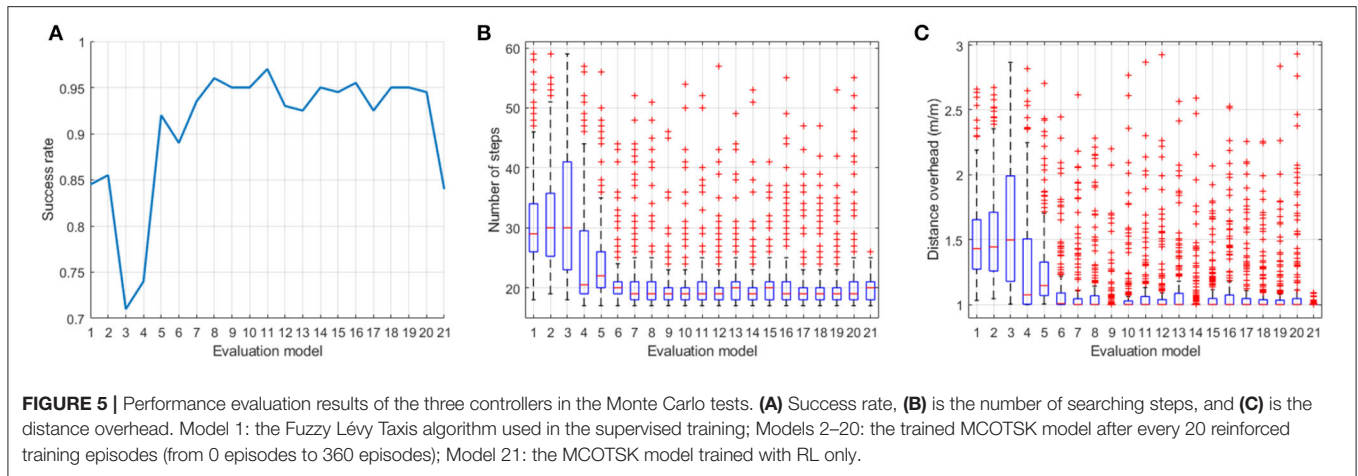 A
B
C
1
0.95
0.9
0.85
0.8
0.75
0.7
Success rate
1 2 3 4 5 6 7 8 9 10 11 12 13 14 15 16 17 18 19 20 21
Evaluation model
60
50
40
30
20
Number of steps
1 2 3 4 5 6 7 8 9 10 11 12 13 14 15 16 17 18 19 20 21
Evaluation model
3
2.5
2
1.5
1
Distance overhead (m/m)
1 2 3 4 5 6 7 8 9 10 11 12 13 14 15 16 17 18 19 20 21
Evaluation model
FIGURE 5 | Performance evaluation results of the three controllers in the Monte Carlo tests. (A) Success rate, (B) is the number of searching steps, and (C) is the
distance overhead. Model 1: the Fuzzy Lévy Taxis algorithm used in the supervised training; Models 2–20: the trained MCOTSK model after every 20 reinforced
training episodes (from 0 episodes to 360 episodes); Model 21: the MCOTSK model trained with RL only.